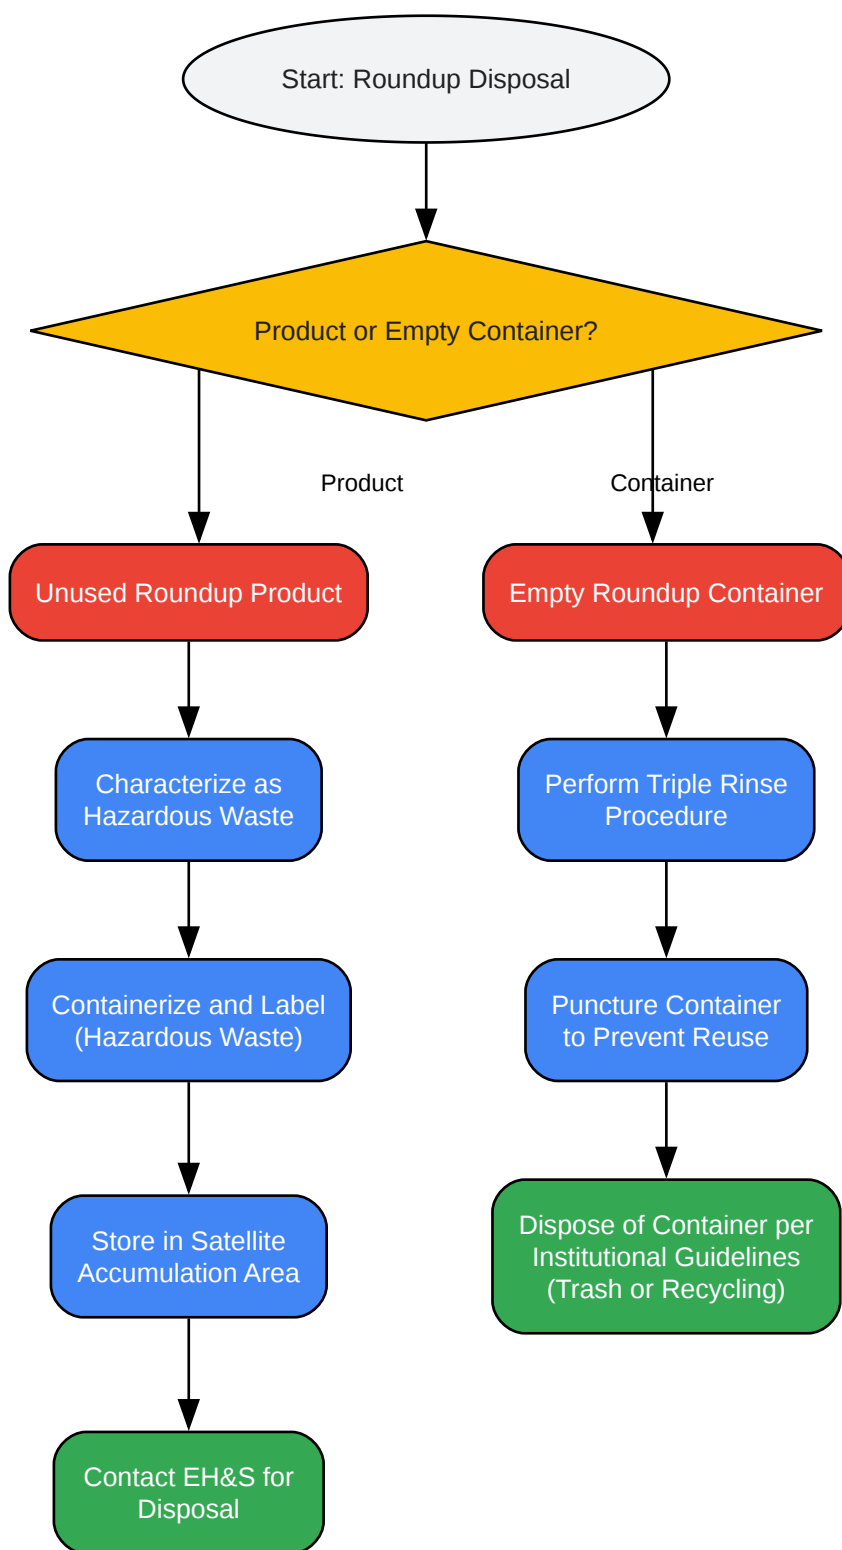 Start: Roundup Disposal
Product or Empty Container?
Product
Container
Unused Roundup Product
Empty Roundup Container
Characterize as
Hazardous Waste
Perform Triple Rinse
Procedure
Containerize and Label
(Hazardous Waste)
Puncture Container
to Prevent Reuse
Store in Satellite
Accumulation Area
Dispose of Container per
Institutional Guidelines
(Trash or Recycling)
Contact EH&S for
Disposal